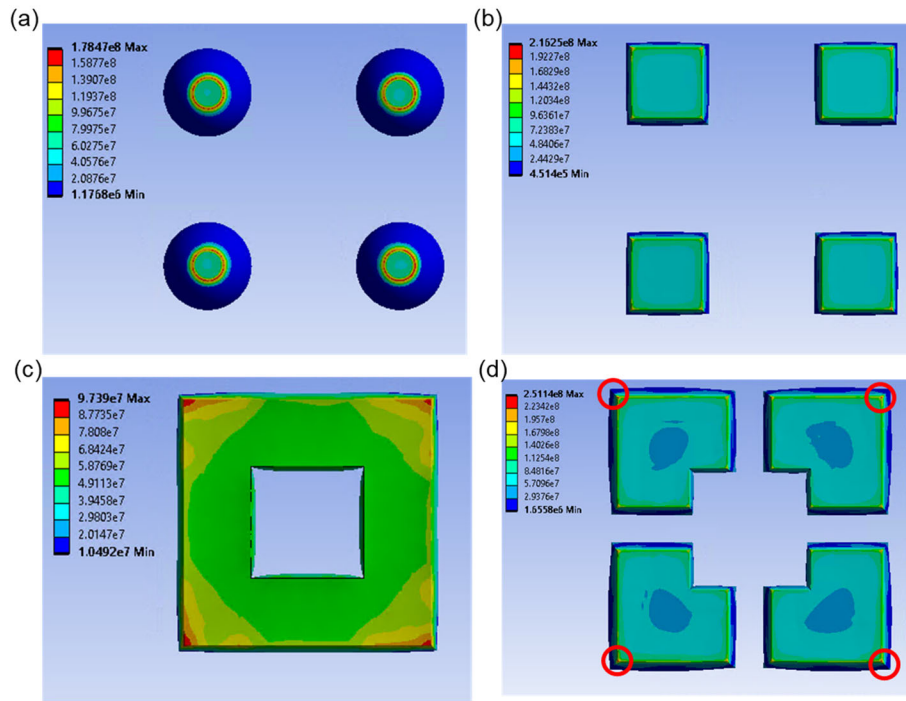 (a)
1.7847e8 Max
1.5877e8
1.3907e8
1.1937e8
9.9675e7
7.9975e7
6.0275e7
4.0576e7
2.0876e7
1.1768e6 Min
(b)
2.1625e8 Max
1.9227e8
1.6829e8
1.4432e8
1.2034e8
9.6361e7
7.2383e7
4.8406e7
2.4429e7
4.514e5 Min
(c)
9.739e7 Max
8.7735e7
7.808e7
6.8424e7
5.8769e7
4.9113e7
3.9458e7
2.9803e7
2.0147e7
1.0492e7 Min
(d)
2.5114e8 Max
2.2342e8
1.957e8
1.6798e8
1.4026e8
1.1254e8
8.4816e7
5.7096e7
2.9376e7
1.6558e6 Min